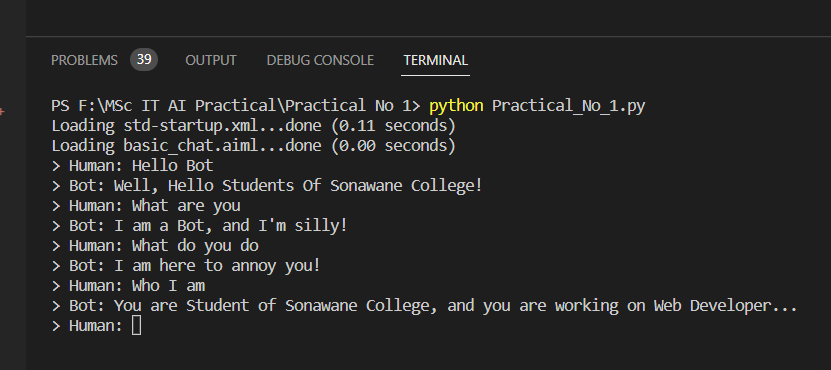 PROBLEMS 39 OUTPUT DEBUG CONSOLE TERMINAL
PS F:\MSc IT AI Practical\Practical No 1> python Practical_No_1.py
Loading std-startup.xml...done (0.11 seconds)
Loading basic_chat.aiml...done (0.00 seconds)
> Human: Hello Bot
> Bot: Well, Hello Students Of Sonawane College!
> Human: What are you
> Bot: I am a Bot, and I'm silly!
> Human: What do you do
> Bot: I am here to annoy you!
> Human: Who I am
> Bot: You are Student of Sonawane College, and you are working on Web Developer...
> Human: